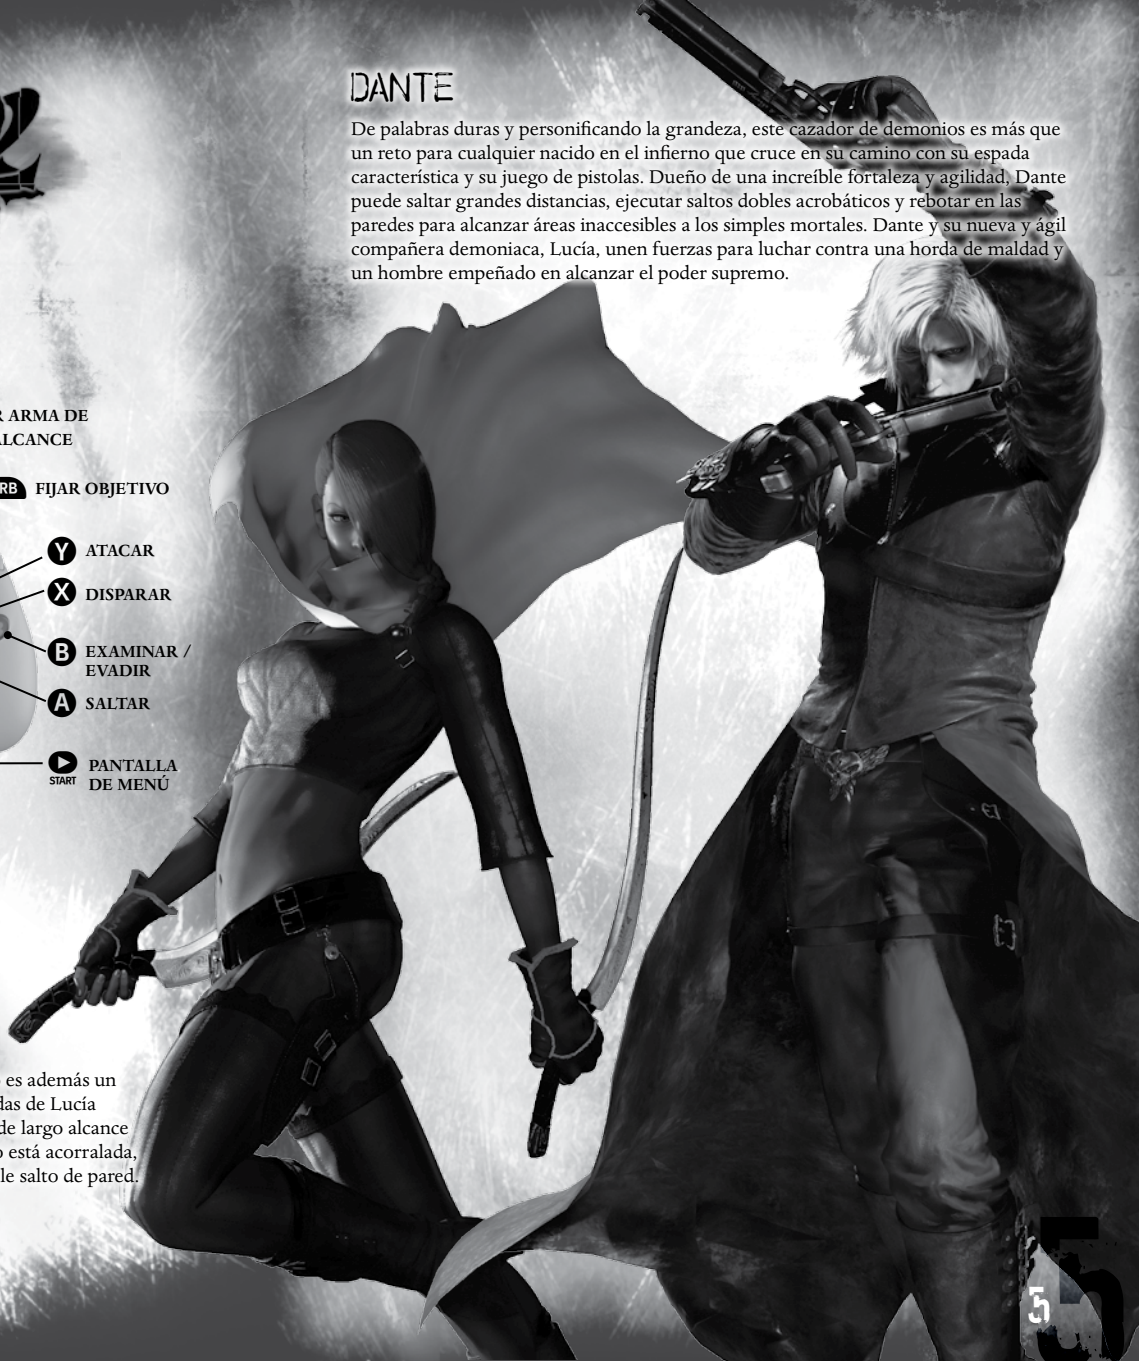 DANTE
De palabras duras y personificando la grandeza, este cazador de demonios es más que
un reto para cualquier nacido en el infierno que cruce en su camino con su espada
característica y su juego de pistolas. Dueño de una increíble fortaleza y agilidad, Dante
puede saltar grandes distancias, ejecutar saltos dobles acrobáticos y rebotar en las
paredes para alcanzar áreas inaccesibles a los simples mortales. Dante y su nueva y ágil
compañera demoniaca, Lucía, unen fuerzas para luchar contra una horda de maldad y
un hombre empeñado en alcanzar el poder supremo.
R ARMA DE
ALCANCE
RB FIJAR OBJETIVO
Y ATACAR
X DISPARAR
B EXAMINAR /
EVADIR
A SALTAR
START PANTALLA
DE MENÚ
es además un
das de Lucía
de largo alcance
o está acorralada,
le salto de pared.
5
5